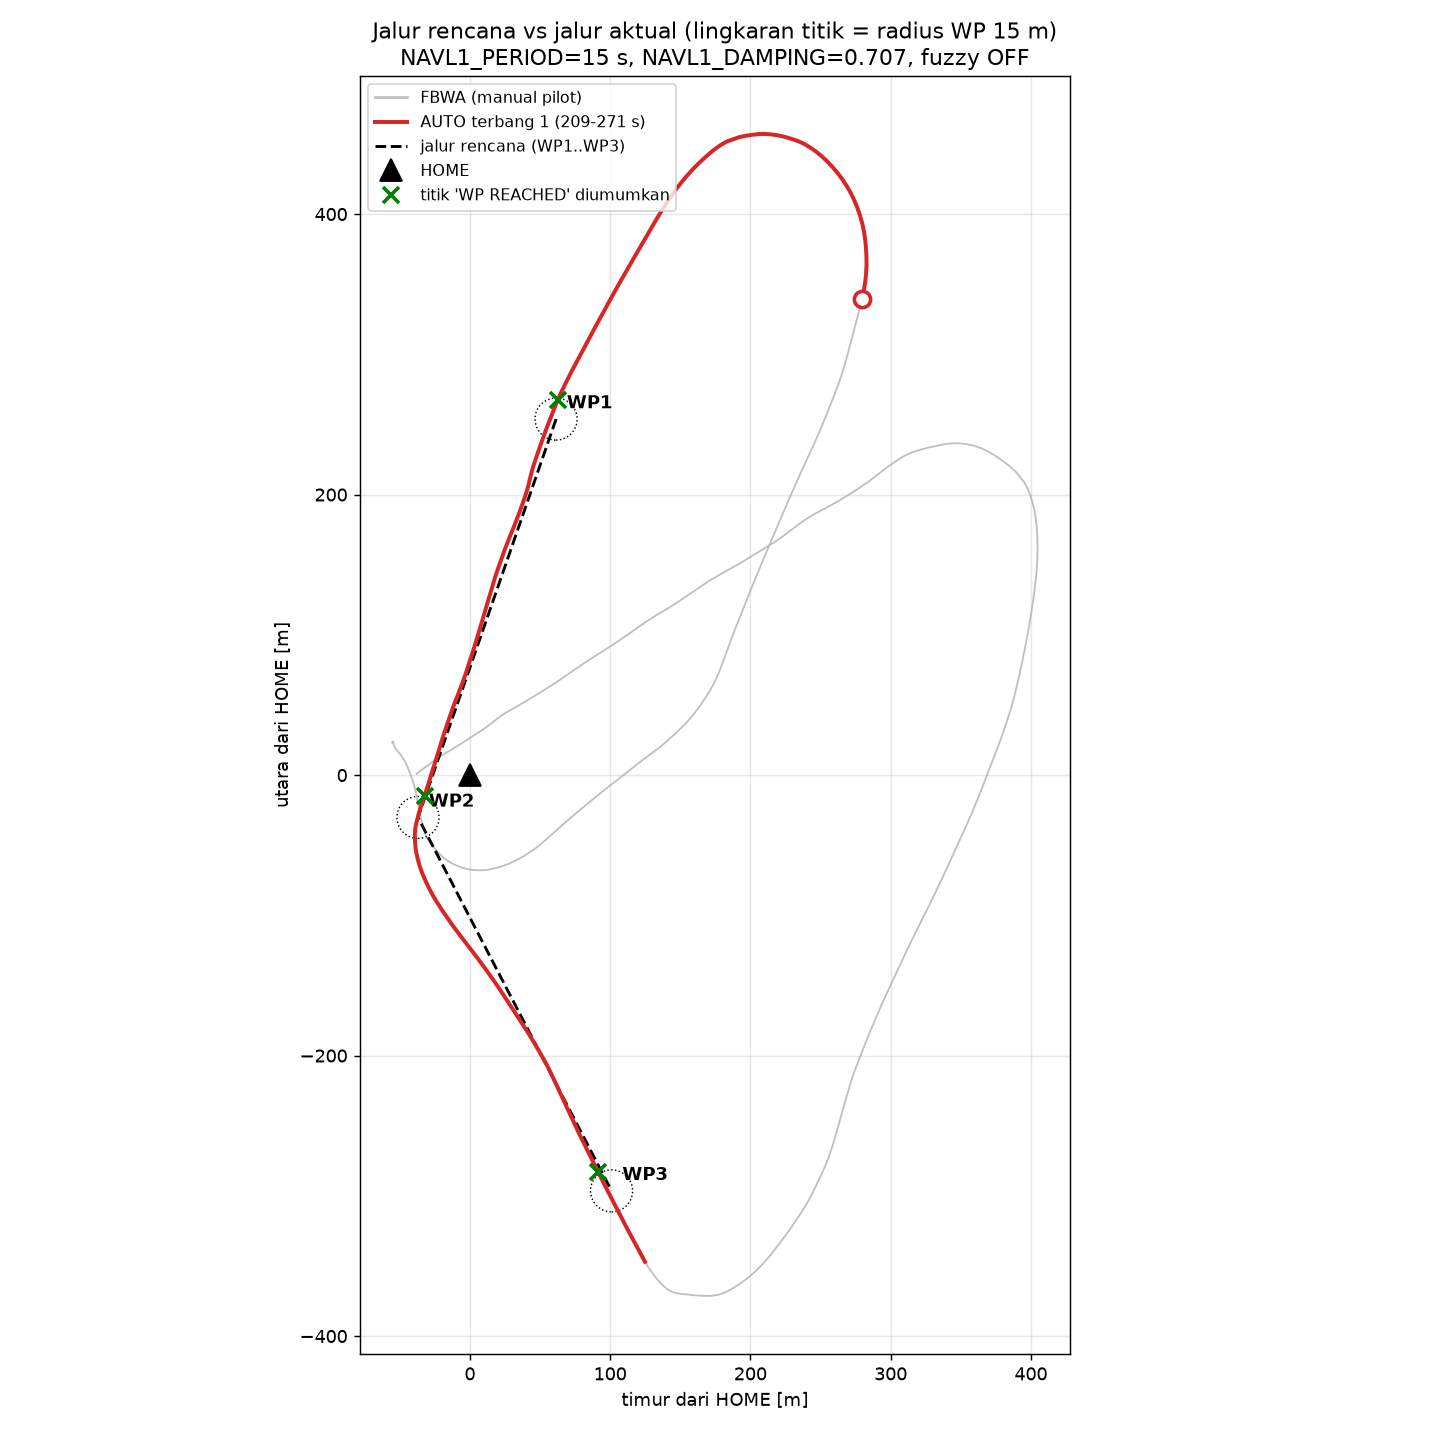 Jalur rencana vs jalur aktual (lingkaran titik = radius WP 15 m)
NAVL1_PERIOD=15 s, NAVL1_DAMPING=0.707, fuzzy OFF
FBWA (manual pilot)
AUTO terbang 1 (209-271 s)
jalur rencana (WP1..WP3)
HOME
titik 'WP REACHED' diumumkan
400
200
0
−200
−400
utara dari HOME [m]
WP1
WP2
WP3
0
100
200
300
400
timur dari HOME [m]